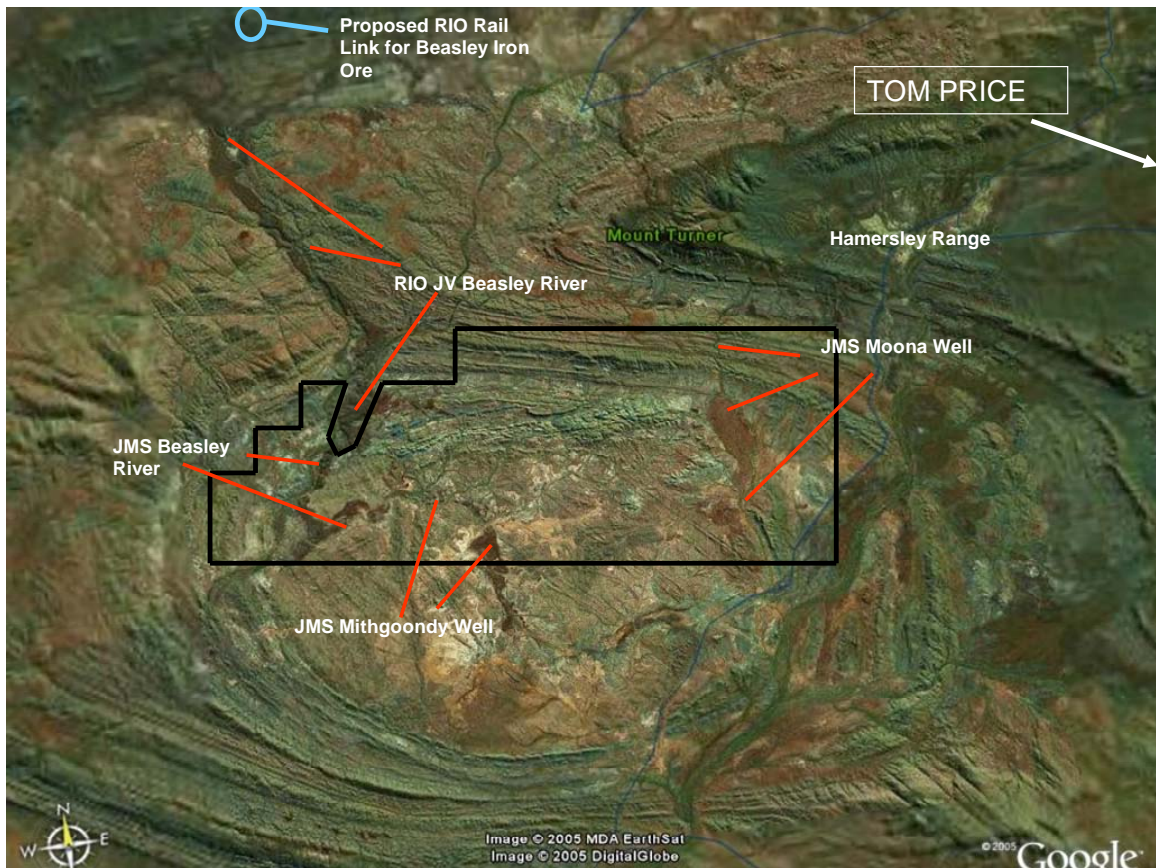 Proposed RIO Rail
Link for Beasley Iron
Ore
TOM PRICE
Mount Turner
Hamersley Range
RIO JV Beasley River
JMS Moona Well
JMS Beasley
River
JMS Mithgoondy Well
N
W
E
Image © 2005 MDA EarthSat
Image © 2005 DigitalGlobe
©2005 Google